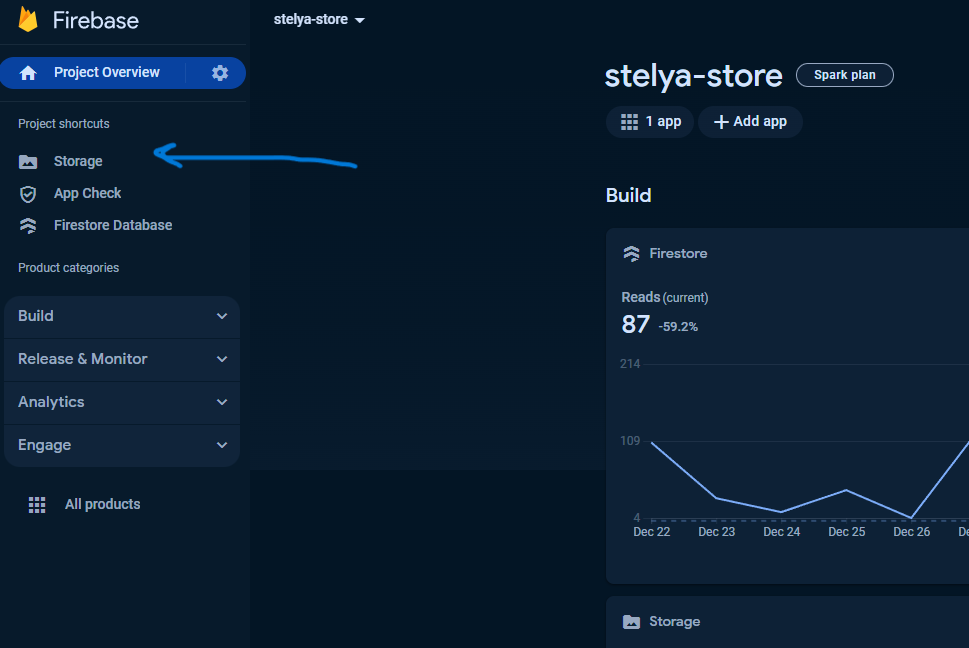 Firebase
stelya-store
Project Overview
Project shortcuts
Storage
App Check
Firestore Database
Product categories
Build
Release & Monitor
Analytics
Engage
All products
stelya-store
Spark plan
1 app
+ Add app
Build
Firestore
Reads (current)
87 -59.2%
214
109
4
Dec 22 Dec 23 Dec 24 Dec 25 Dec 26 De
Storage